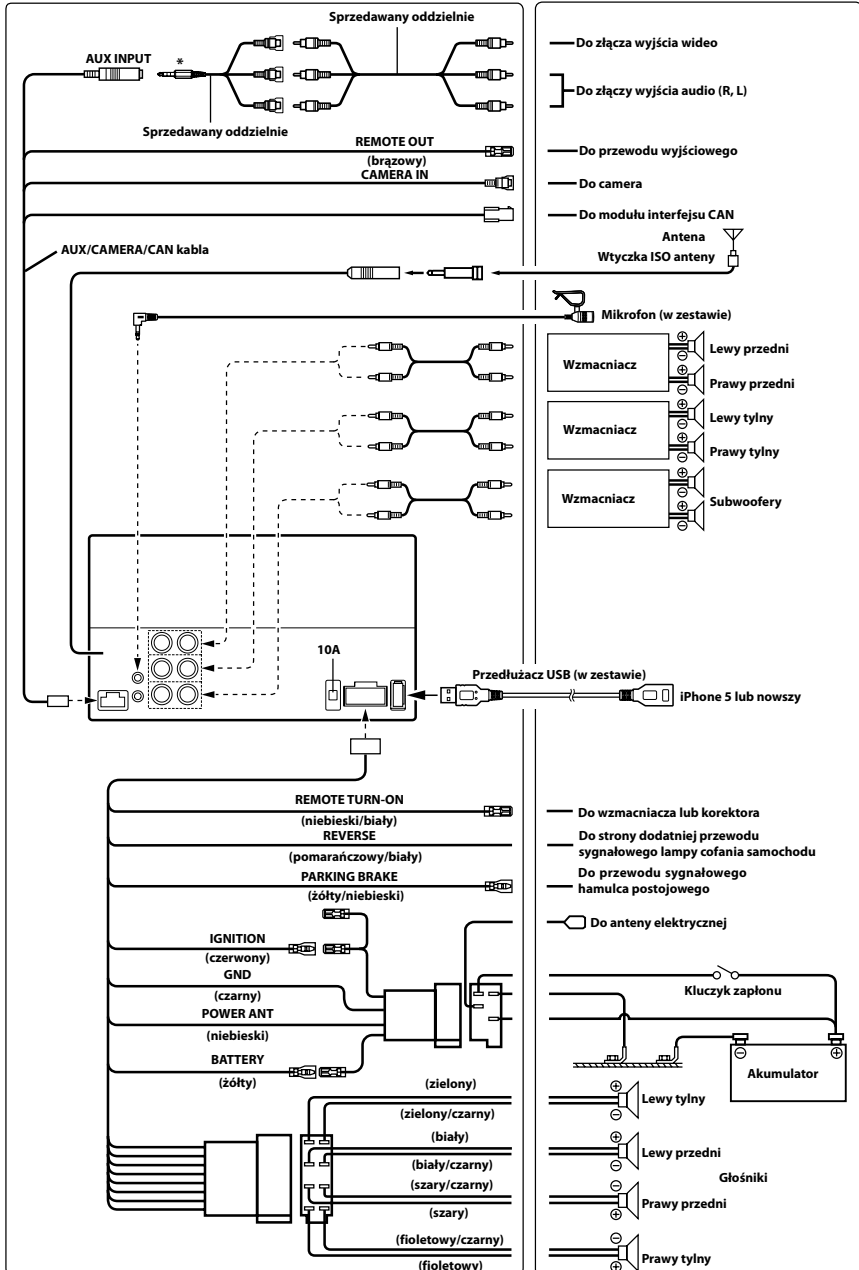 Sprzedawany oddzielnie
AUX INPUT
*
Do złącza wyjścia wideo
Do złączy wyjścia audio (R, L)
Sprzedawany oddzielnie
REMOTE OUT
(brązowy)
Do przewodu wyjściowego
CAMERA IN
Do camera
Do modułu interfejsu CAN
Antena
AUX/CAMERA/CAN kabla
Wtyczka ISO anteny
Mikrofon (w zestawie)
Wzmacniacz
⊕
Lewy przedni
⊖
⊕
Prawy przedni
⊖
Wzmacniacz
⊕
Lewy tylny
⊖
⊕
Prawy tylny
⊖
Wzmacniacz
⊕
⊖
Subwoofery
⊕
⊖
10A
Przedłużacz USB (w zestawie)
iPhone 5 lub nowszy
REMOTE TURN-ON
(niebieski/biały)
Do wzmacniacza lub korektora
REVERSE
(pomarańczowy/biały)
Do strony dodatniej przewodu
sygnałowego lampy cofania samochodu
PARKING BRAKE
(żółty/niebieski)
Do przewodu sygnałowego
hamulca postojowego
Do anteny elektrycznej
IGNITION
(czerwony)
GND
(czarny)
Kluczyk zapłonu
POWER ANT
(niebieski)
BATTERY
(żółty)
⊖
⊕
Akumulator
(zielony)
⊕
Lewy tylny
(zielony/czarny)
⊖
(biały)
⊕
Lewy przedni
(biały/czarny)
⊖
Głośniki
(szary/czarny)
⊖
Prawy przedni
(szary)
⊕
(fioletowy/czarny)
⊖
Prawy tylny
(fioletowy)
⊕